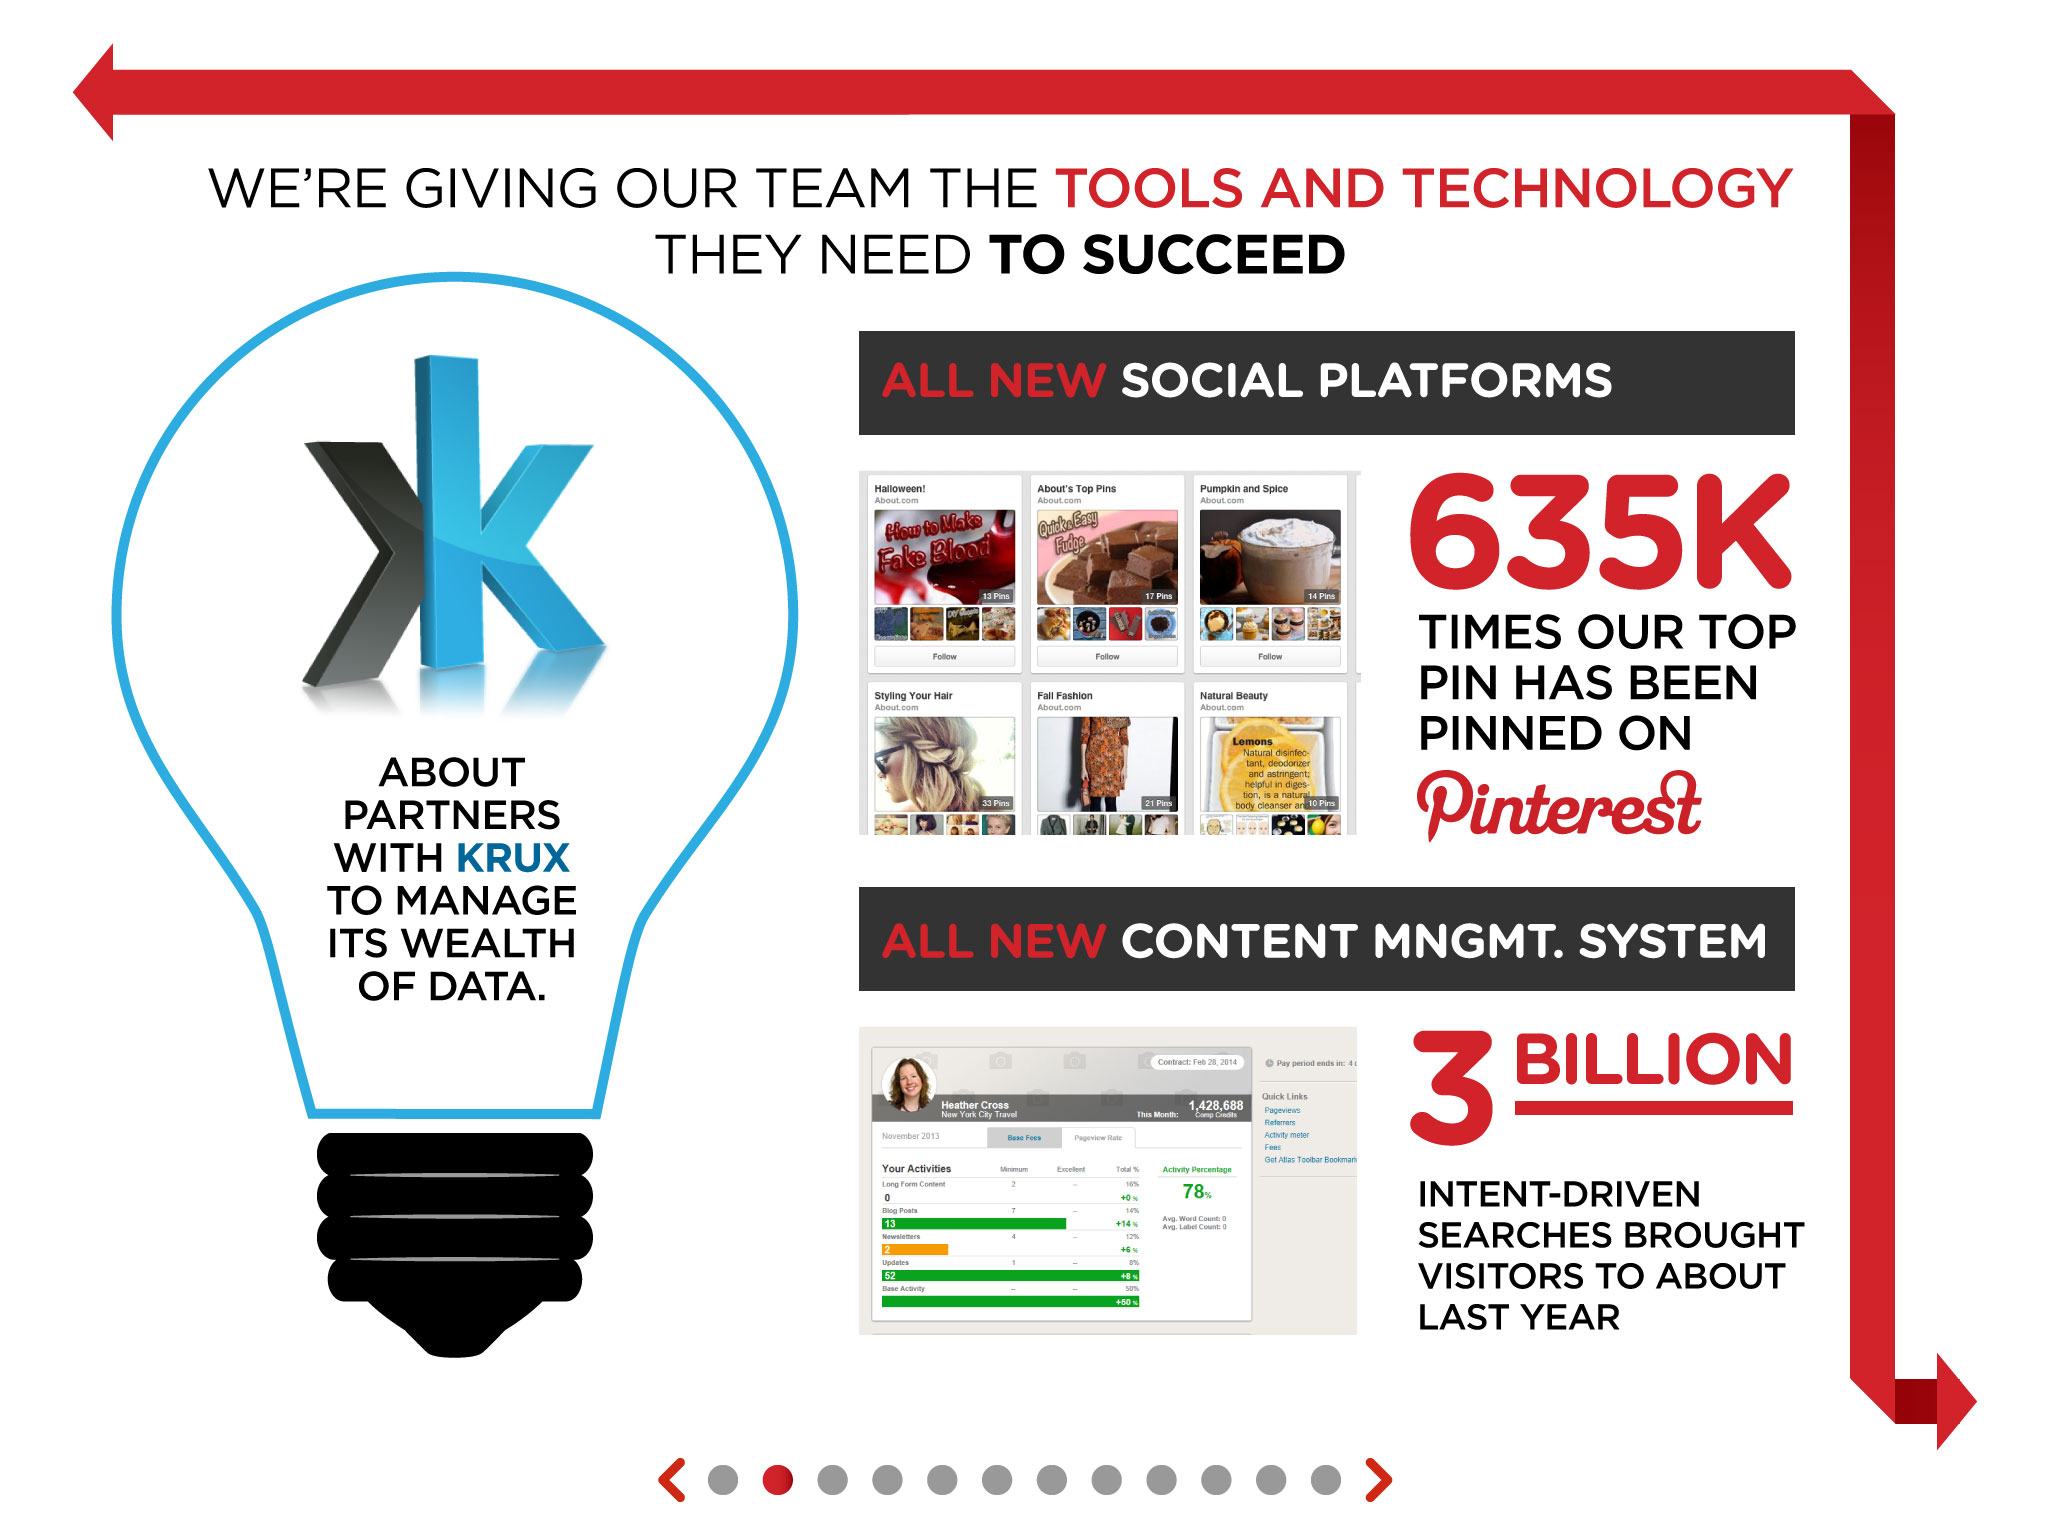 WE'RE GIVING OUR TEAM THE TOOLS AND TECHNOLOGY
THEY NEED TO SUCCEED
ABOUT
PARTNERS
WITH KRUX
TO MANAGE
ITS WEALTH
OF DATA.
ALL NEW SOCIAL PLATFORMS
Halloween!
About.com
How to Make
Fake Blood
13 Pins
Follow
About's Top Pins
About.com
Quick & Easy
Fudge
17 Pins
Follow
Pumpkin and Spice
About.com
14 Pins
Follow
Styling Your Hair
About.com
33 Pins
Fall Fashion
About.com
21 Pins
Natural Beauty
About.com
Lemons
Natural disinfec-
tant, deodorizer
and astringent;
helpful in diges-
tion, is a natural
body cleanser
10 Pins
635K
TIMES OUR TOP
PIN HAS BEEN
PINNED ON
Pinterest
ALL NEW CONTENT MNGMT. SYSTEM
Contract: Feb 28, 2014
Heather Cross
New York City Travel
This Month: 1,428,688
Comp Credits
November 2013
Base Fees
Pageview Rate
Your Activities Minimum Excellent Total %
Long Form Content 2 -- 16%
0 +0 %
Blog Posts 7 -- 14%
13 +14 %
Newsletters 4 -- 12%
2 +6 %
Updates 1 -- 8%
52 +8 %
Base Activity -- -- 50%
+50 %
Activity Percentage
78%
Avg. Word Count: 0
Avg. Label Count: 0
Pay period ends in: 4
Quick Links
Pageviews
Referrers
Activity meter
Fees
Get Atlas Toolbar
3 BILLION
INTENT-DRIVEN
SEARCHES BROUGHT
VISITORS TO ABOUT
LAST YEAR